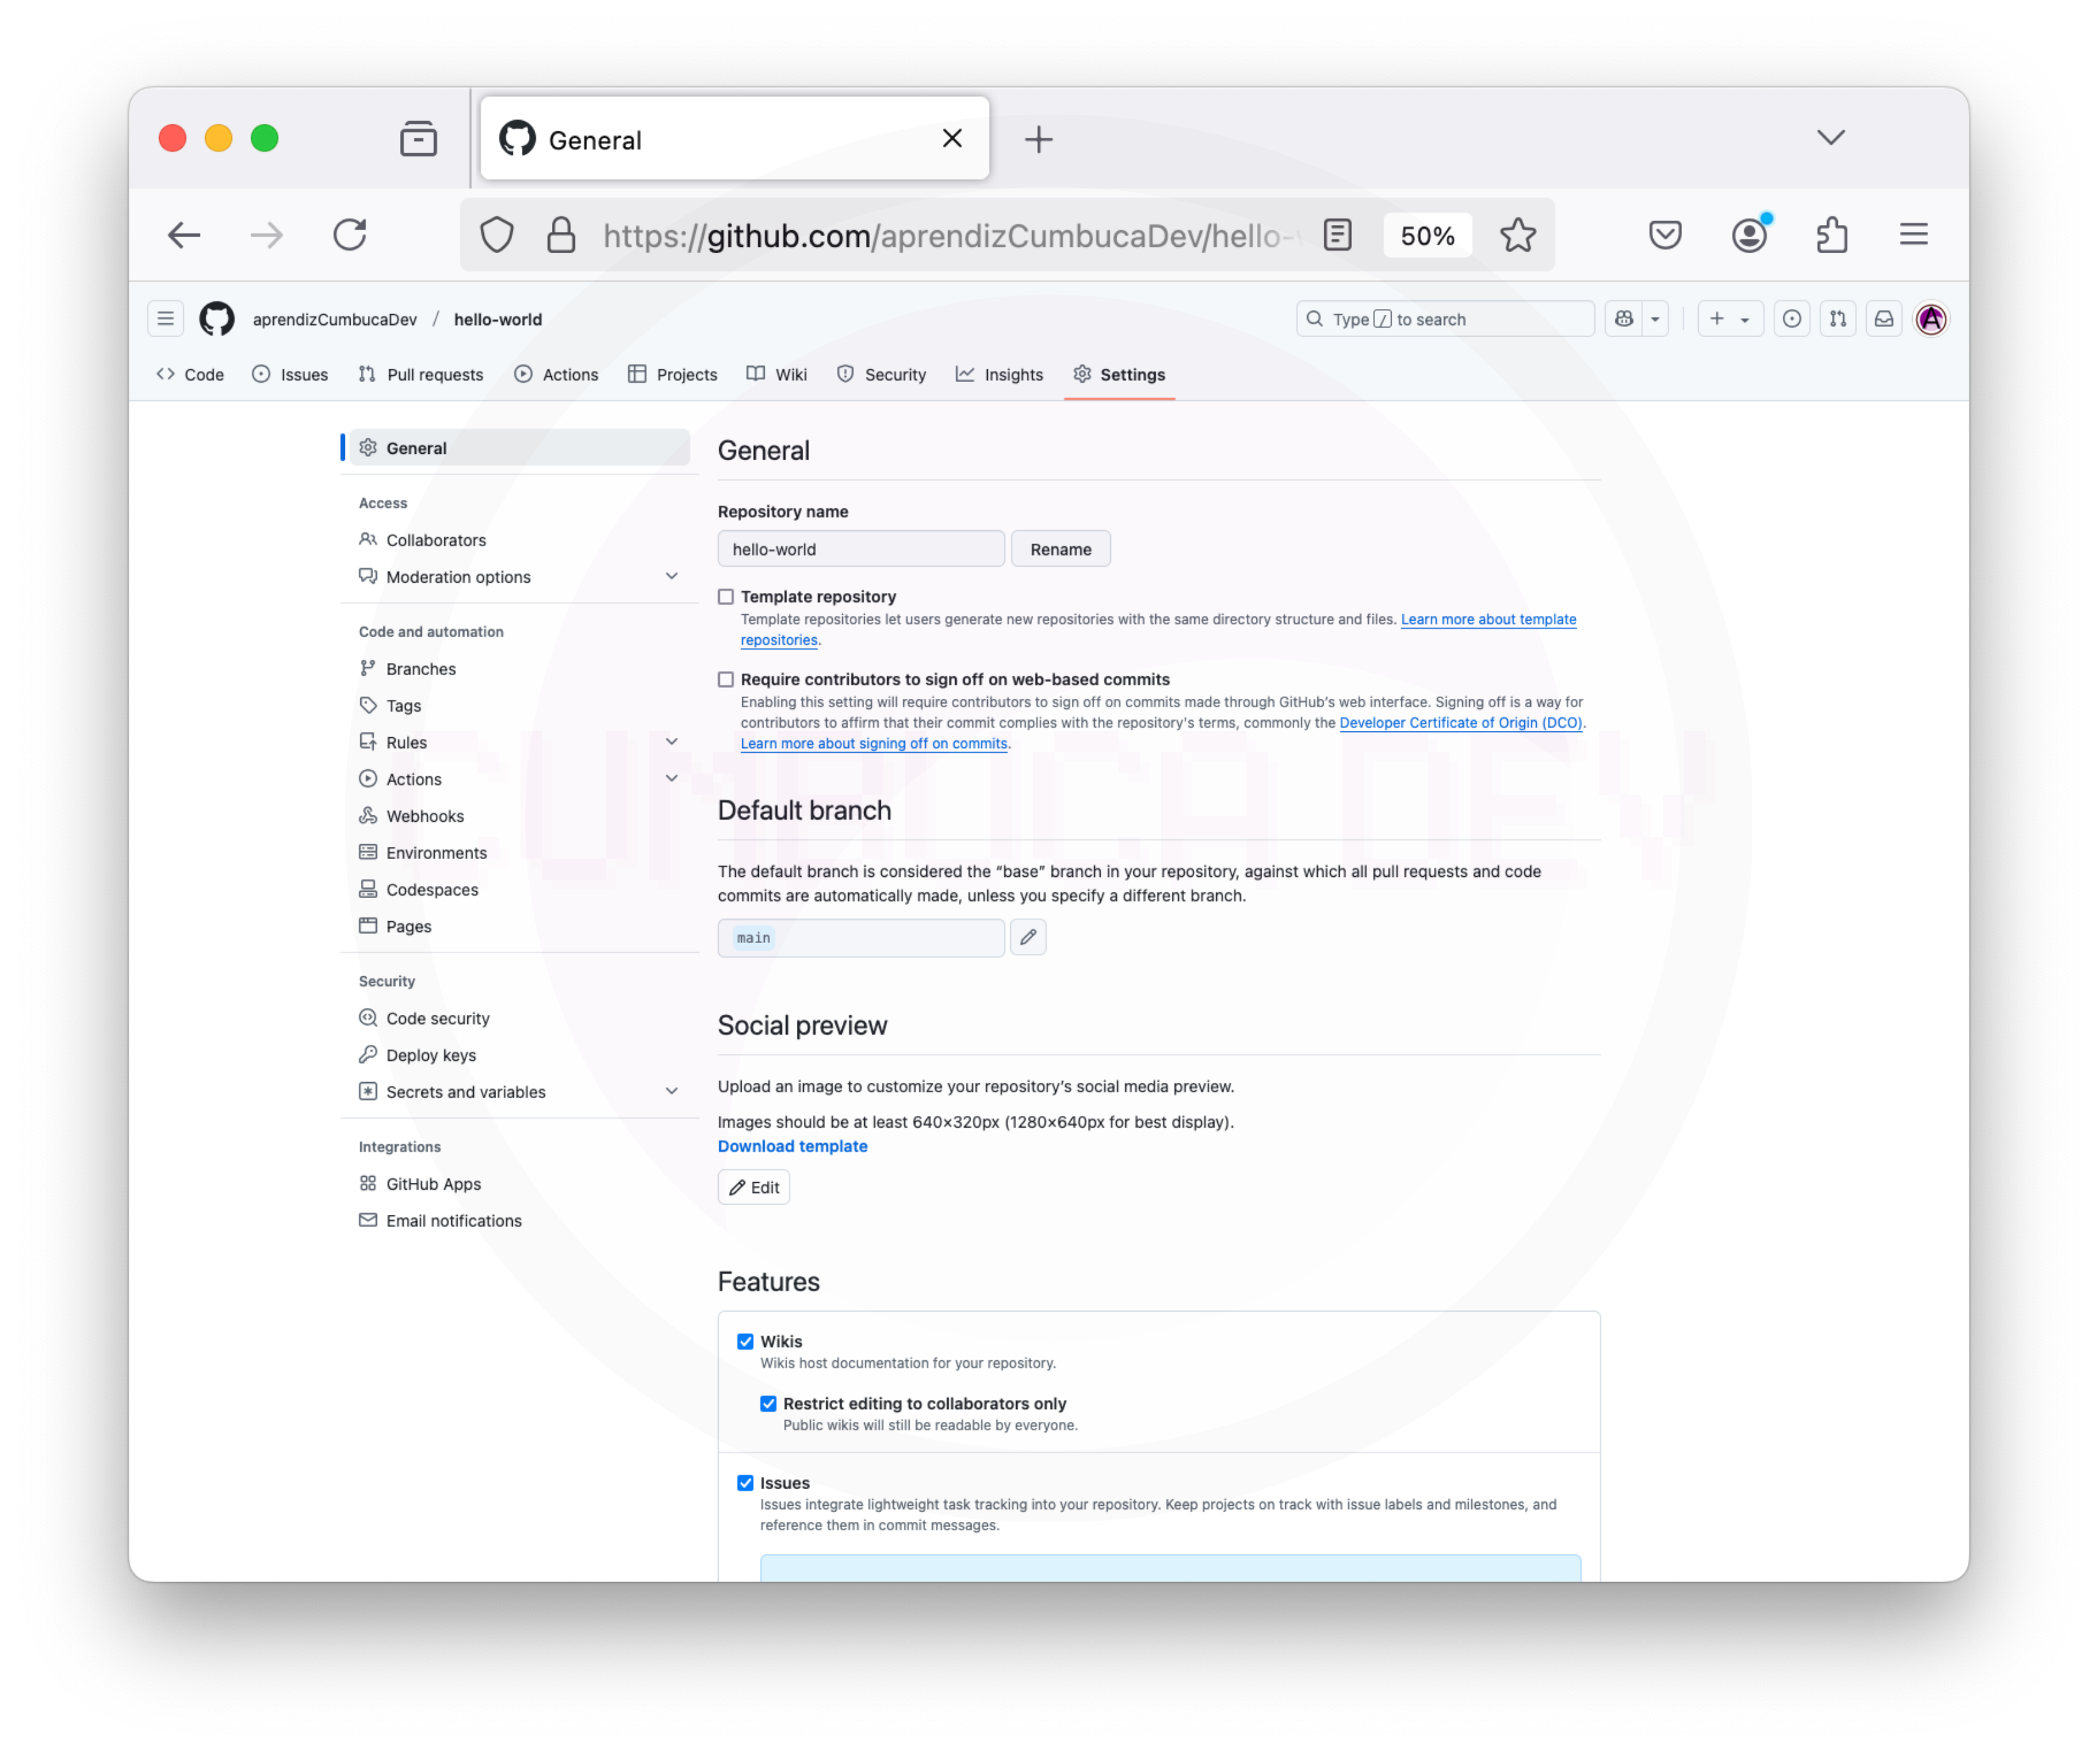 General
https://github.com/aprendizCumbucaDev/hello-
50%
aprendizCumbucaDev / hello-world
Type / to search
Code
Issues
Pull requests
Actions
Projects
Wiki
Security
Insights
Settings
General
Access
Collaborators
Moderation options
Code and automation
Branches
Tags
Rules
Actions
Webhooks
Environments
Codespaces
Pages
Security
Code security
Deploy keys
Secrets and variables
Integrations
GitHub Apps
Email notifications
General
Repository name
hello-world
Rename
Template repository
Template repositories let users generate new repositories with the same directory structure and files. Learn more about template
repositories.
Require contributors to sign off on web-based commits
Enabling this setting will require contributors to sign off on commits made through GitHub's web interface. Signing off is a way for
contributors to affirm that their commit complies with the repository's terms, commonly the Developer Certificate of Origin (DCO).
Learn more about signing off on commits.
Default branch
The default branch is considered the “base” branch in your repository, against which all pull requests and code
commits are automatically made, unless you specify a different branch.
main
Social preview
Upload an image to customize your repository’s social media preview.
Images should be at least 640×320px (1280×640px for best display).
Download template
Edit
Features
Wikis
Wikis host documentation for your repository.
Restrict editing to collaborators only
Public wikis will still be readable by everyone.
Issues
Issues integrate lightweight task tracking into your repository. Keep projects on track with issue labels and milestones, and
reference them in commit messages.
CUMBUCA DEV